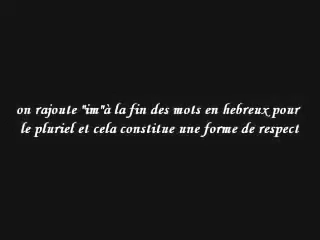 on rajoute "im"à la fin des mots en hebreux pour
le pluriel et cela constitue une forme de respect